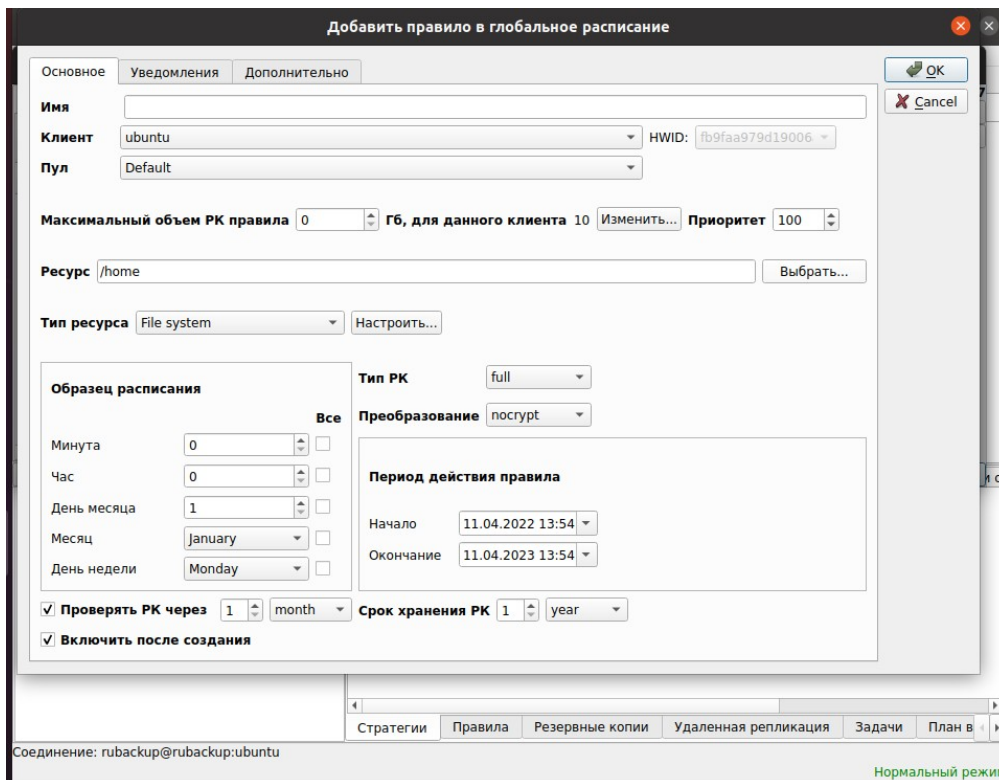 Добавить правило в глобальное расписание
Основное Уведомления Дополнительно
OK
Cancel
Имя
Клиент ubuntu HWID: fb9faa979d19006
Пул Default
Максимальный объем РК правила 0 Гб, для данного клиента 10 Изменить... Приоритет 100
Ресурс /home Выбрать...
Тип ресурса File system Настроить...
Образец расписания
Все
Минута 0
Час 0
День месяца 1
Месяц January
День недели Monday
Тип РК full
Преобразование nocrypt
Период действия правила
Начало 11.04.2022 13:54
Окончание 11.04.2023 13:54
Проверять РК через 1 month Срок хранения РК 1 year
Включить после создания
Стратегии Правила Резервные копии Удаленная репликация Задачи План в
Соединение: rubackup@rubackup:ubuntu
Нормальный режи